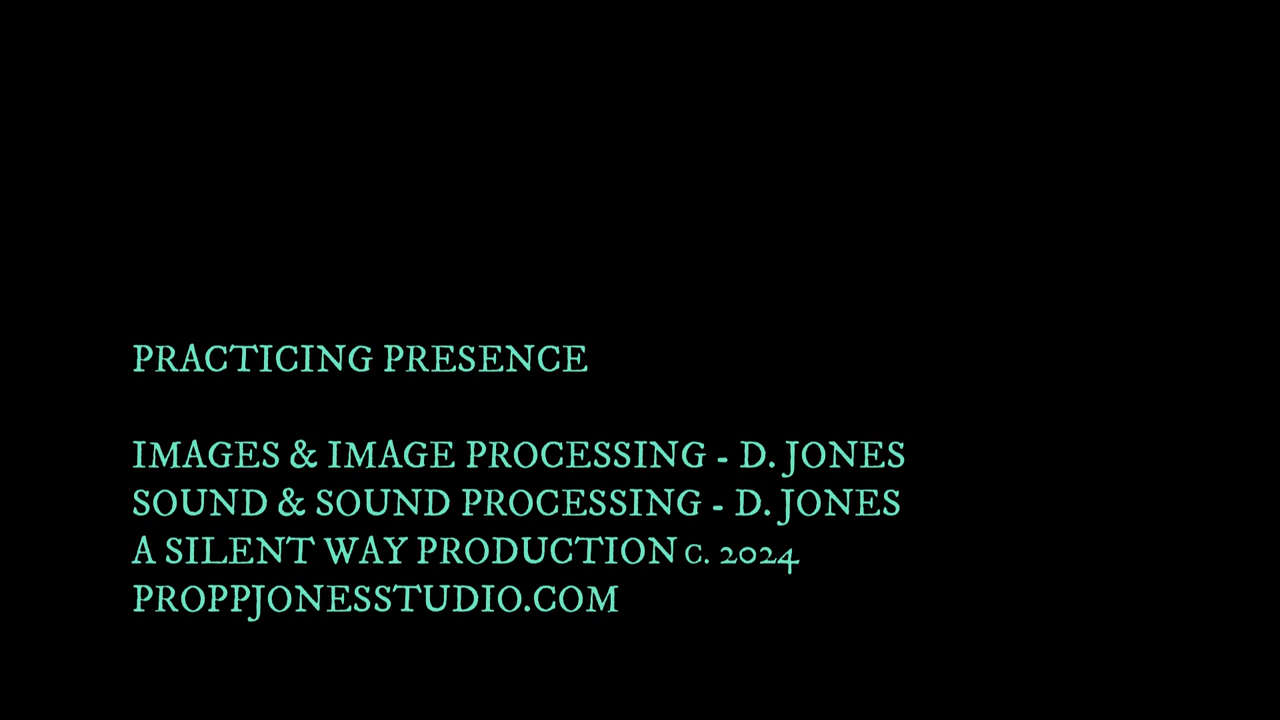 PRACTICING PRESENCE
IMAGES & IMAGE PROCESSING - D. JONES
SOUND & SOUND PROCESSING - D. JONES
A SILENT WAY PRODUCTION C. 2024
PROPPJONESSTUDIO.COM